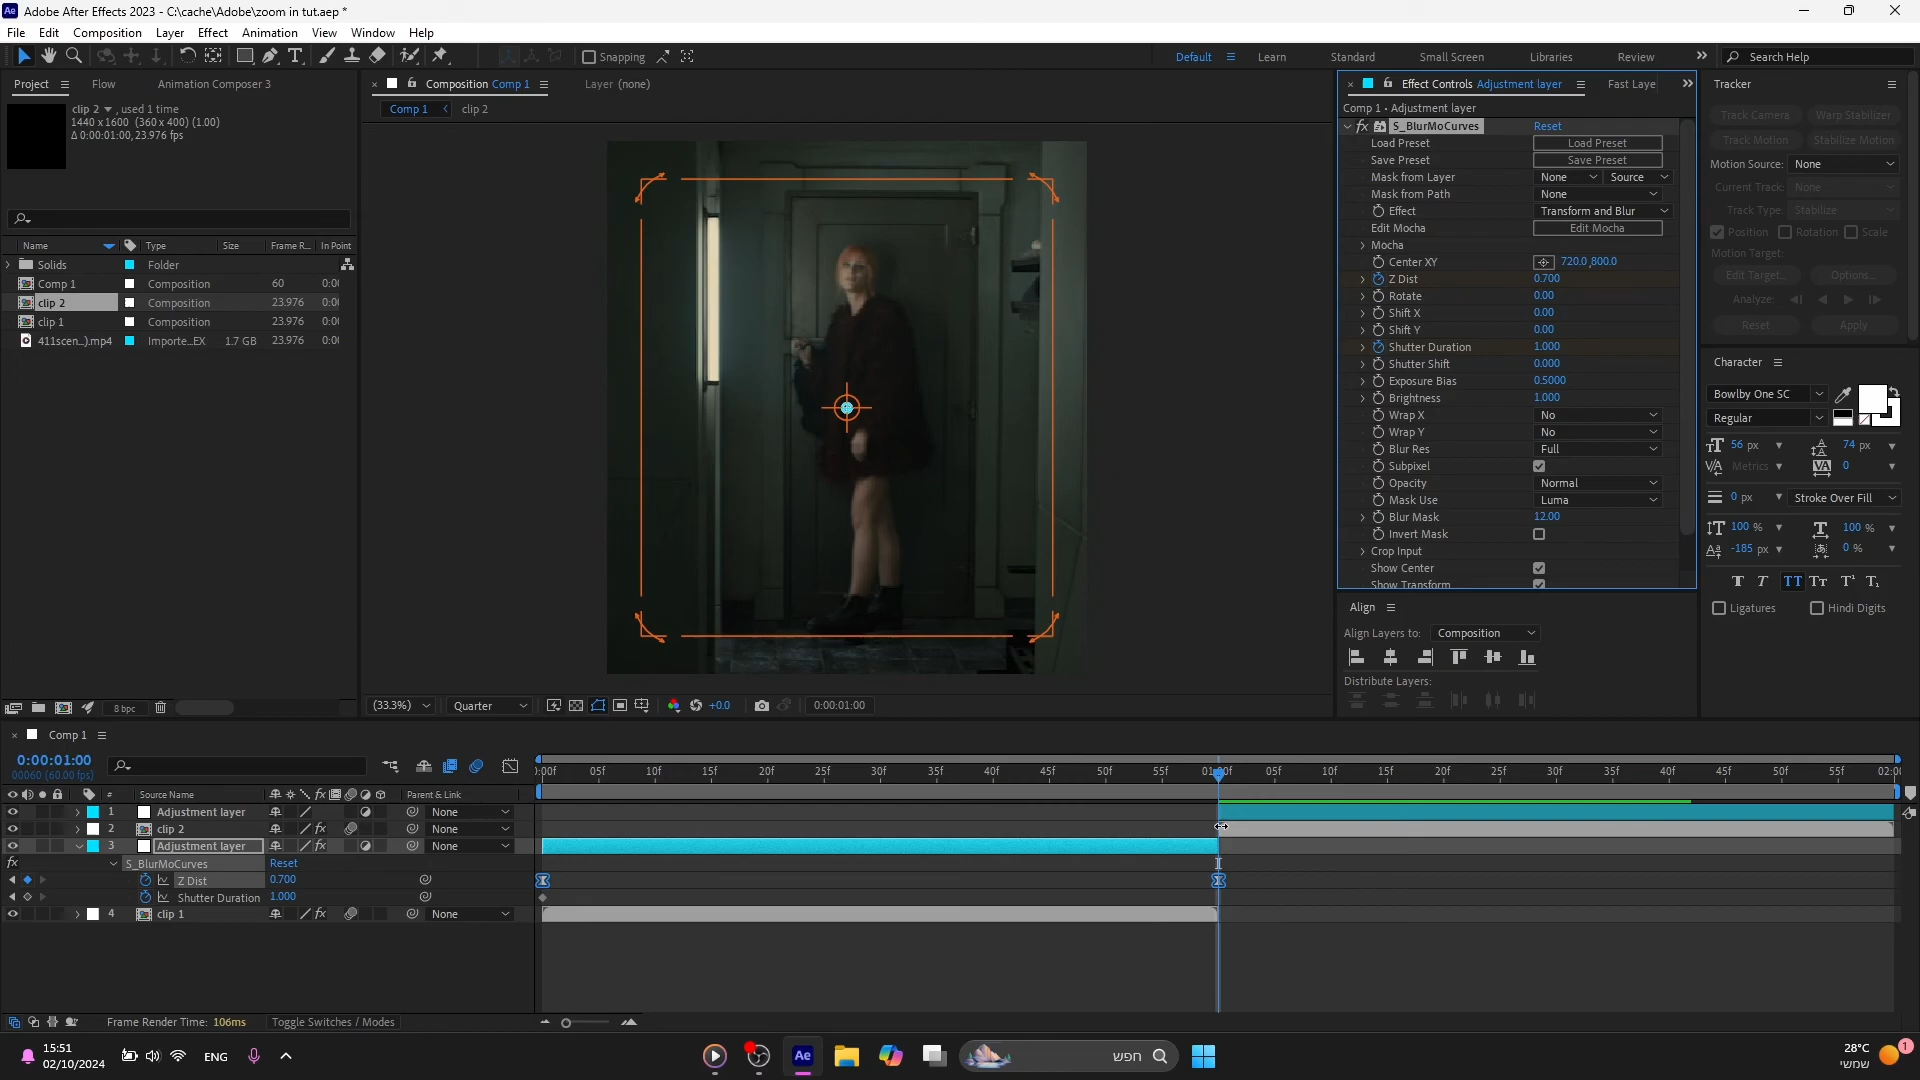 Adobe After Effects 2023 - C:\cache\Adobe\zoom in tut.aep *
File Edit Composition Layer Effect Animation View Window Help
Snapping
Default Learn Standard Small Screen Libraries Review Search Help
Project Flow Animation Composer 3
clip 2 , used 1 time
1440 x 1600 (360 x 400) (1.00)
Δ 0:00:01:00, 23.976 fps
Name Type Size Frame R... In Point
Solids Folder
Comp 1 Composition 60 0:00
clip 2 Composition 23.976 0:00
clip 1 Composition 23.976 0:00
411scen...).mp4 Importe...EX 1.7 GB 23.976 0:00
8 bpc
Composition Comp 1 Layer (none)
Comp 1 clip 2
(33.3%) Quarter +0.0 0:00:01:00
Effect Controls Adjustment layer Fast Laye
Comp 1 • Adjustment layer
fx S_BlurMoCurves Reset
Load Preset Load Preset
Save Preset Save Preset
Mask from Layer None Source
Mask from Path None
Effect Transform and Blur
Edit Mocha Edit Mocha
Mocha
Center XY 720.0 ,800.0
Z Dist 0.700
Rotate 0.00
Shift X 0.00
Shift Y 0.00
Shutter Duration 1.000
Shutter Shift 0.000
Exposure Bias 0.5000
Brightness 1.000
Wrap X No
Wrap Y No
Blur Res Full
Subpixel
Opacity Normal
Mask Use Luma
Blur Mask 12.00
Invert Mask
Crop Input
Show Center
Show Transform
Align
Align Layers to: Composition
Distribute Layers:
Tracker
Track Camera Warp Stabilizer
Track Motion Stabilize Motion
Motion Source: None
Current Track: None
Track Type: Stabilize
Position Rotation Scale
Motion Target:
Edit Target... Options...
Analyze:
Reset Apply
Character
Bowlby One SC
Regular
56 px 74 px
Metrics 0
0 px Stroke Over Fill
100 % 100 %
-185 px 0 %
Ligatures Hindi Digits
Comp 1
0:00:01:00
00060 (60.00 fps)
):00f 05f 10f 15f 20f 25f 30f 35f 40f 45f 50f 55f 01:00f 05f 10f 15f 20f 25f 30f 35f 40f 45f 50f 55f 02:00
# Source Name Parent & Link
1 Adjustment layer None
2 clip 2 None
3 Adjustment layer None
S_BlurMoCurves Reset
Z Dist 0.700
Shutter Duration 1.000
4 clip 1 None
Frame Render Time: 106ms Toggle Switches / Modes
15:51
02/10/2024
ENG
Ae
חפש
28°C
שמשי
1